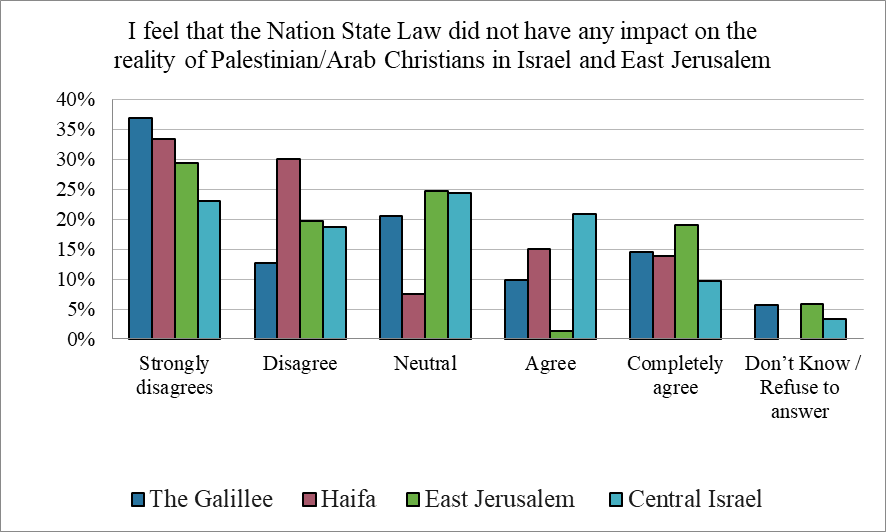 I feel that the Nation State Law did not have any impact on the
reality of Palestinian/Arab Christians in Israel and East Jerusalem
40%
35%
30%
25%
20%
15%
10%
5%
0%
Strongly
disagrees
Disagree
Neutral
Agree
Completely
agree
Don’t Know /
Refuse to
answer
The Galillee
Haifa
East Jerusalem
Central Israel